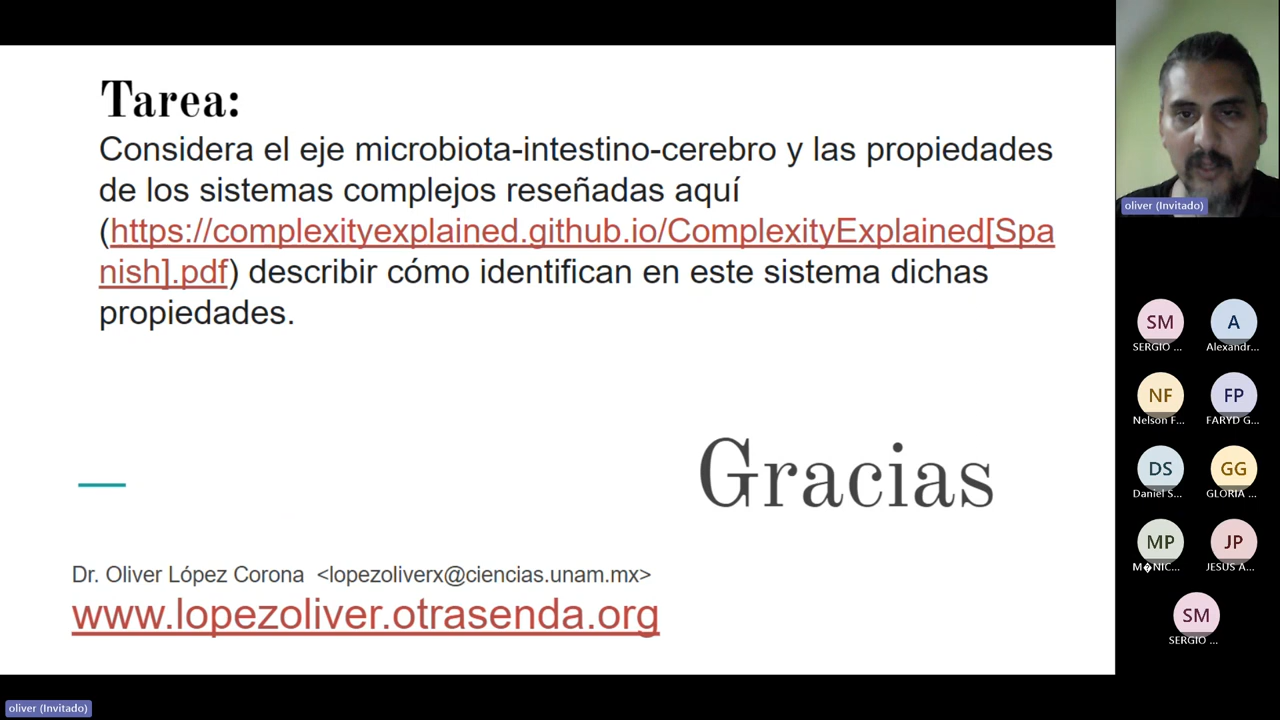 Tarea:
Considera el eje microbiota-intestino-cerebro y las propiedades
de los sistemas complejos reseñadas aquí
(https://complexityexplained.github.io/ComplexityExplained[Spa
nish].pdf) describir cómo identifican en este sistema dichas
propiedades.
Gracias
Dr. Oliver López Corona <lopezoliverx@ciencias.unam.mx>
www.lopezoliver.otrasenda.org
oliver (Invitado)
SM
SERGIO ...
A
Alexandr...
NF
Nelson F...
FP
FARYD G...
DS
Daniel S...
GG
GLORIA ...
MP
M�NIC...
JP
JESUS A...
SM
SERGIO ...
oliver (Invitado)